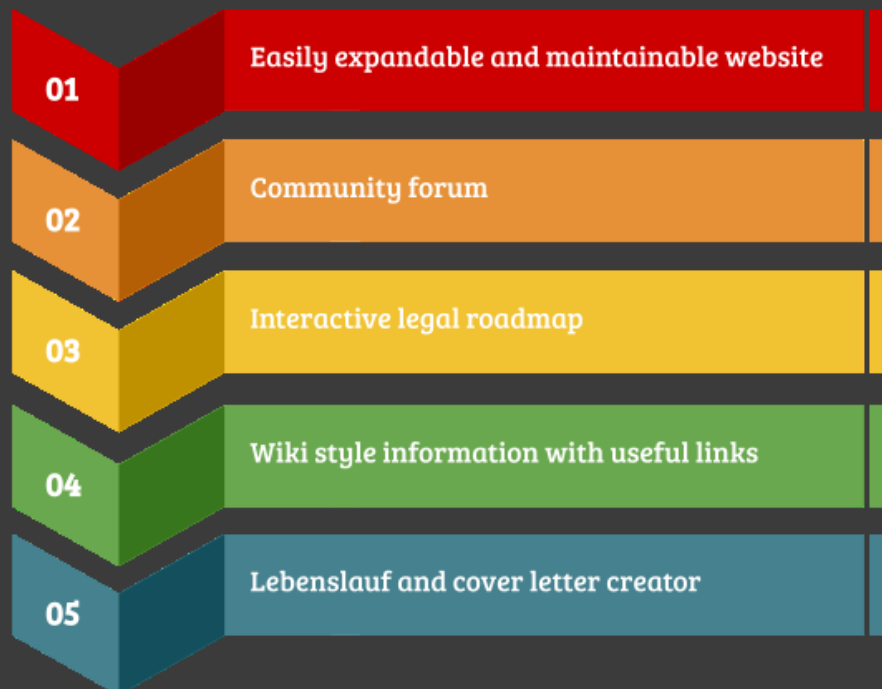 01
Easily expandable and maintainable website
02
Community forum
03
Interactive legal roadmap
04
Wiki style information with useful links
05
Lebenslauf and cover letter creator